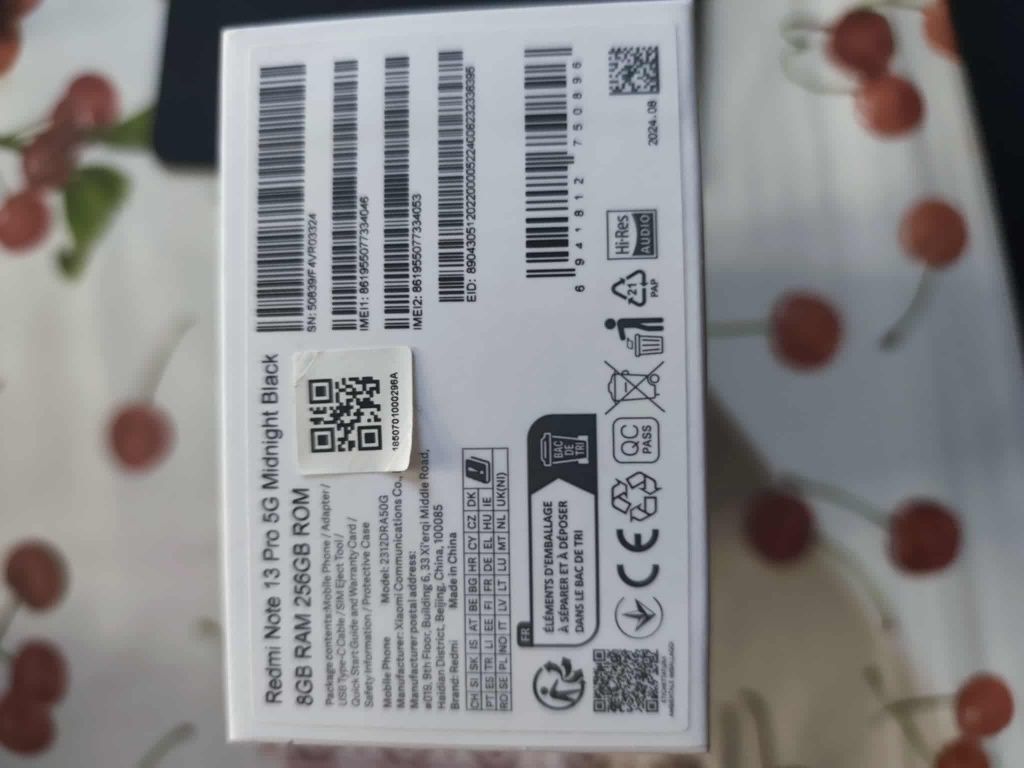 Redmi Note 13 Pro 5G Midnight Black
8GB RAM 256GB ROM
Package contents:Mobile Phone / Adapter /
USB Type-C Cable / SIM Eject Tool /
Quick Start Guide and Warranty Card /
Safety Information / Protective Case
Mobile Phone Model: 2312DRA50G
Manufacturer: Xiaomi Communications Co.,
Manufacturer postal address:
#019, 9th Floor, Building 6, 33 Xi'erqi Middle Road,
Haidian District, Beijing, China, 100085
Brand: Redmi Made in China
CH SI SK IS AT BE BG HR CY CZ DK
PT ES TR LI EE FI FR DE EL HU IE
RO SE PL NO IT LV LT LU MT NL UK(NI)
SN: 50839/F4VR03324
IMEI1: 861955077334046
IMEI2: 861955077334053
EID: 89043051202200005224006232336395
1850701000296A
FR
ÉLÉMENTS D'EMBALLAGE
À SÉPARER ET À DÉPOSER
DANS LE BAC DE TRI
BAC
DE
TRI
CE
QC
PASS
21
PAP
Hi-Res
AUDIO
6 941812 750896
2024.08